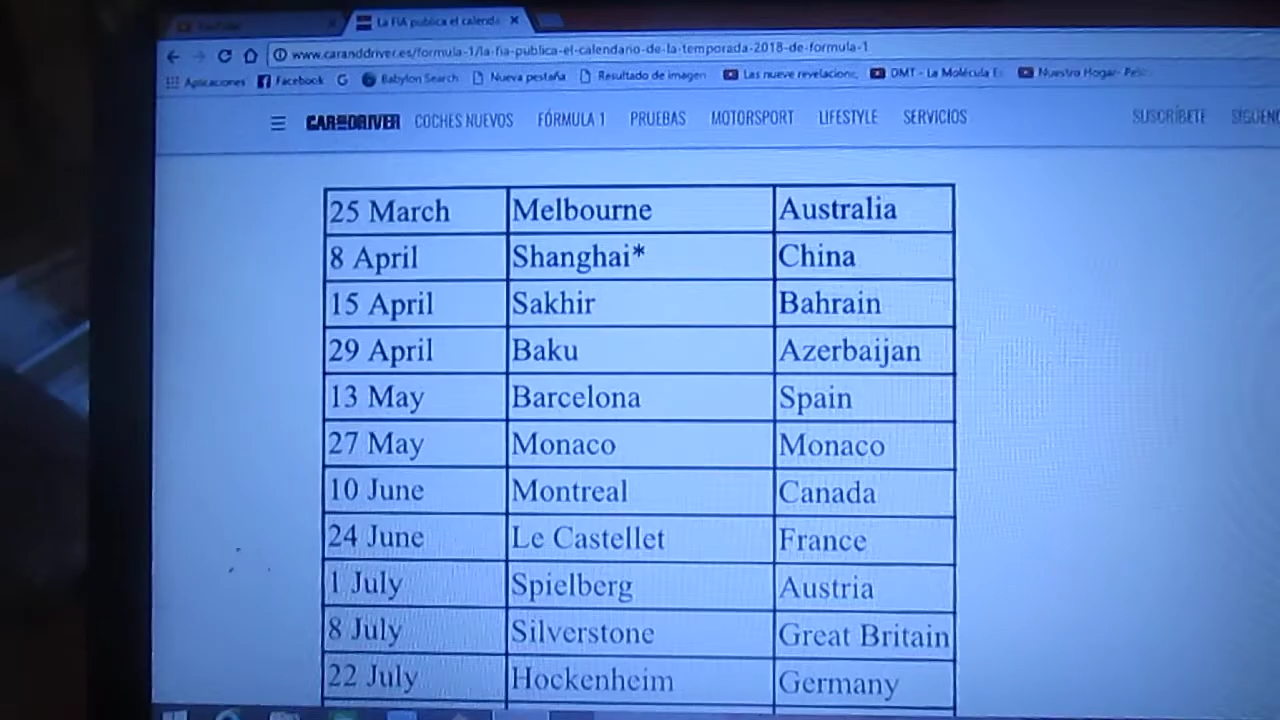 YouTube
La FIA publica el calenda
www.caranddriver.es/formula-1/la-fia-publica-el-calendario-de-la-temporada-2018-de-formula-1
Aplicaciones Facebook G Babylon Search Nueva pestaña Resultado de imagen Las nueve revelacione DMT - La Molécula E Nuestro Hogar- Pel
CAR and DRIVER COCHES NUEVOS FÓRMULA 1 PRUEBAS MOTORSPORT LIFESTYLE SERVICIOS SUSCRÍBETE SÍGUENO
25 March Melbourne Australia
8 April Shanghai* China
15 April Sakhir Bahrain
29 April Baku Azerbaijan
13 May Barcelona Spain
27 May Monaco Monaco
10 June Montreal Canada
24 June Le Castellet France
1 July Spielberg Austria
8 July Silverstone Great Britain
22 July Hockenheim Germany